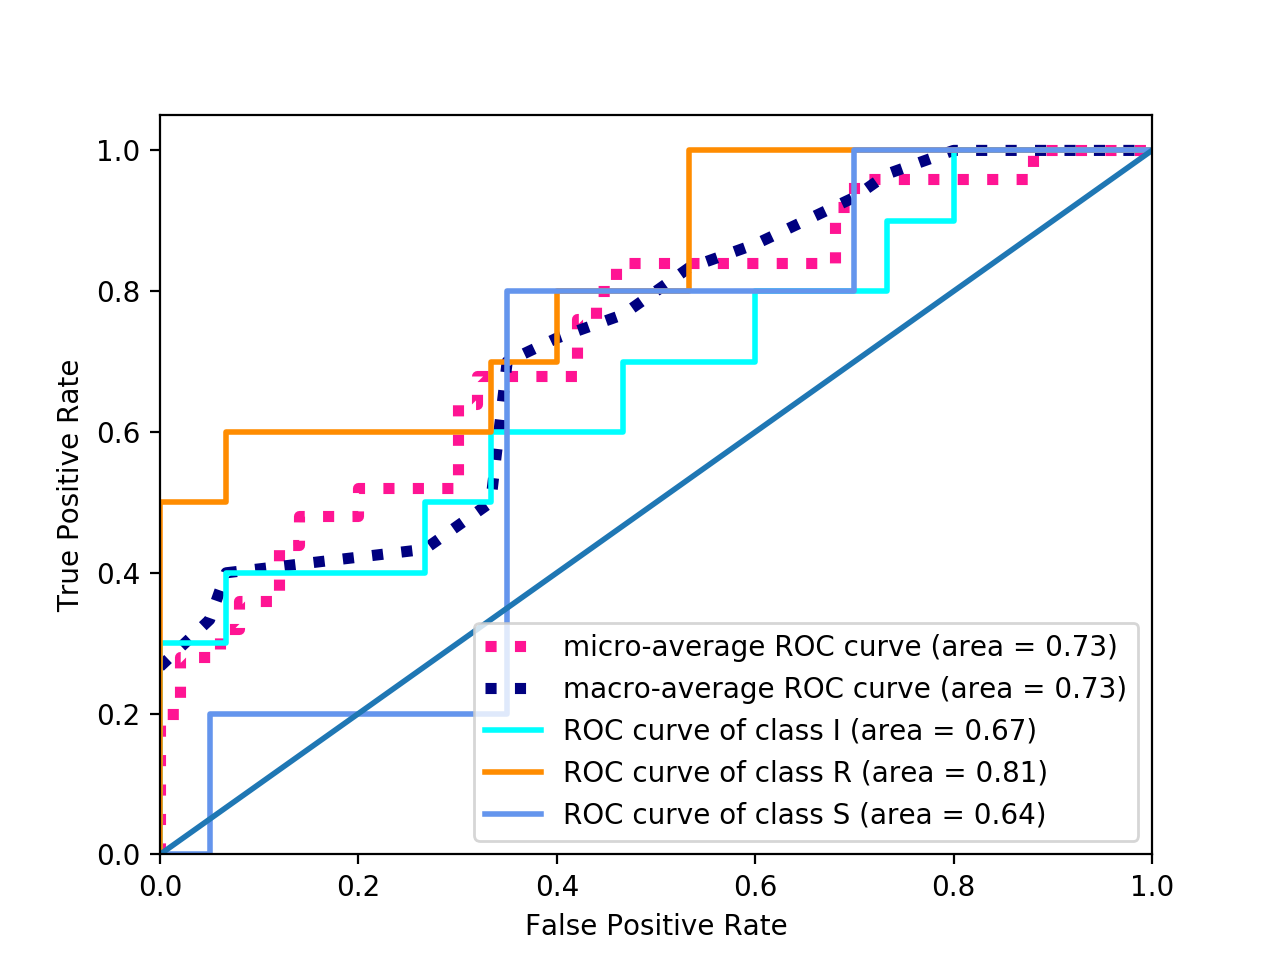 1.0
0.8
0.6
0.4
0.2
0.0
True Positive Rate
micro-average ROC curve (area = 0.73)
macro-average ROC curve (area = 0.73)
ROC curve of class I (area = 0.67)
ROC curve of class R (area = 0.81)
ROC curve of class S (area = 0.64)
0.0 0.2 0.4 0.6 0.8 1.0
False Positive Rate